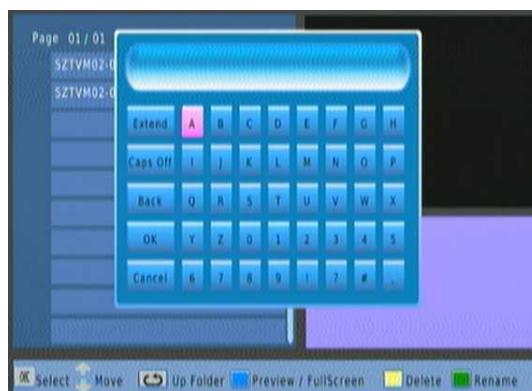 Page 01/01
SZTVM02-0
SZTVM02-0
Extend A B C D E F G H
Caps Off I J K L M N O P
Back Q R S T U V W X
OK Y Z 0 1 2 3 4 5
Cancel 6 7 8 9 ! ? # .
OK Select Move Up Folder Preview / FullScreen Delete Rename